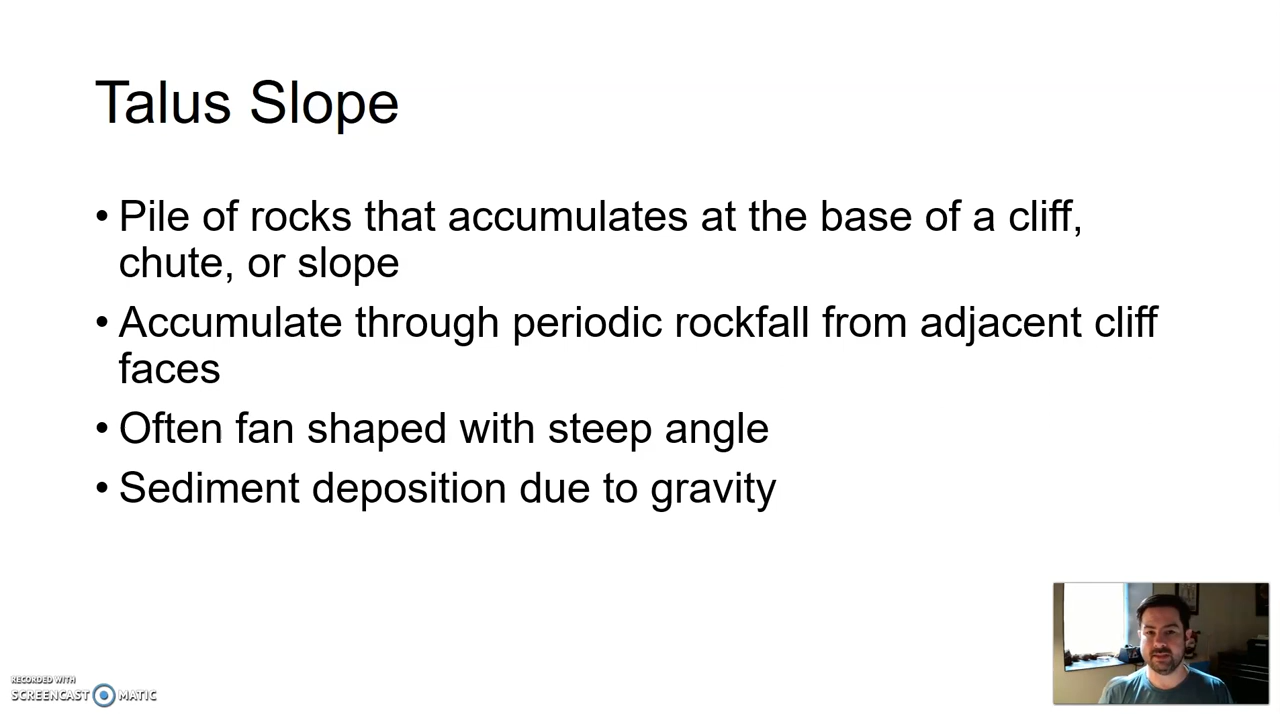 Talus Slope
• Pile of rocks that accumulates at the base of a cliff,
chute, or slope
• Accumulate through periodic rockfall from adjacent cliff
faces
• Often fan shaped with steep angle
• Sediment deposition due to gravity
RECORDED WITH
SCREENCAST MATIC